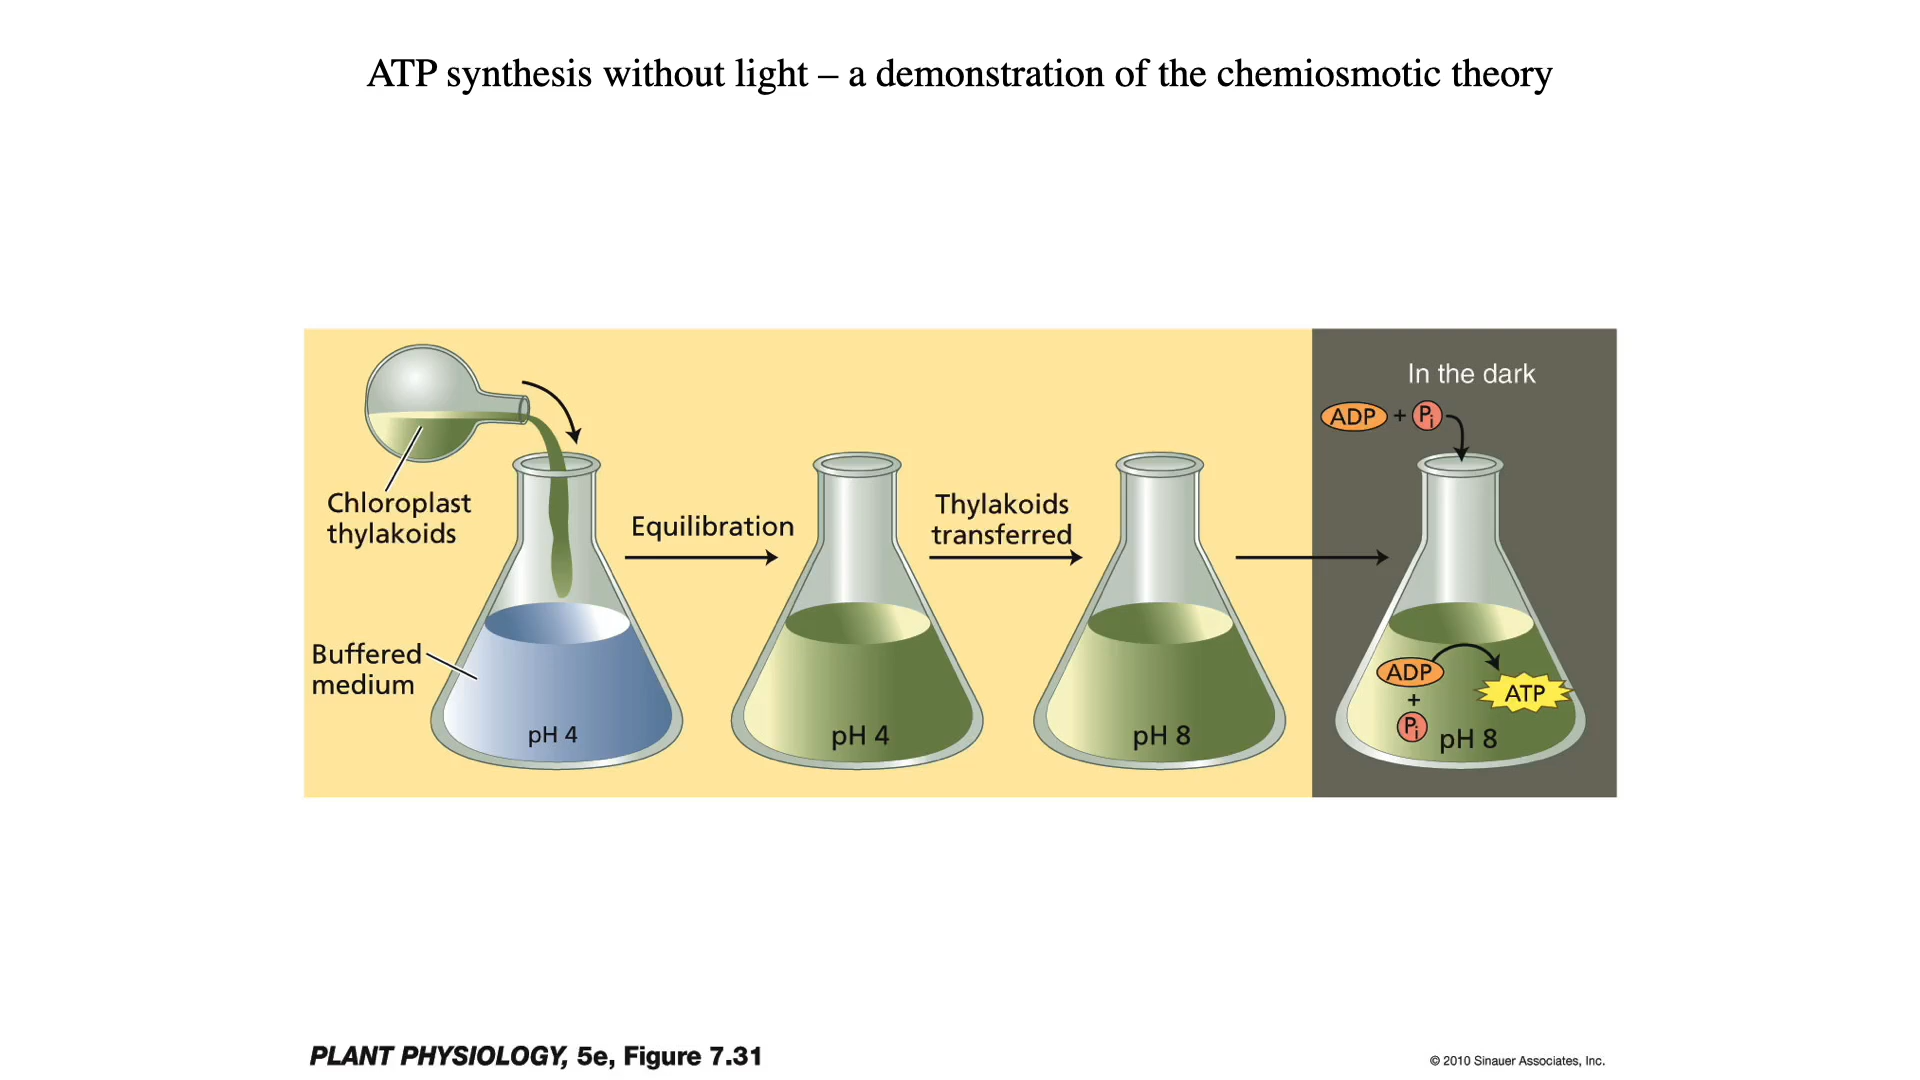 ATP synthesis without light – a demonstration of the chemiosmotic theory
Chloroplast
thylakoids
Buffered
medium
pH 4
Equilibration
pH 4
Thylakoids
transferred
pH 8
In the dark
ADP + Pi
ADP
+
Pi
ATP
pH 8
PLANT PHYSIOLOGY, 5e, Figure 7.31
© 2010 Sinauer Associates, Inc.